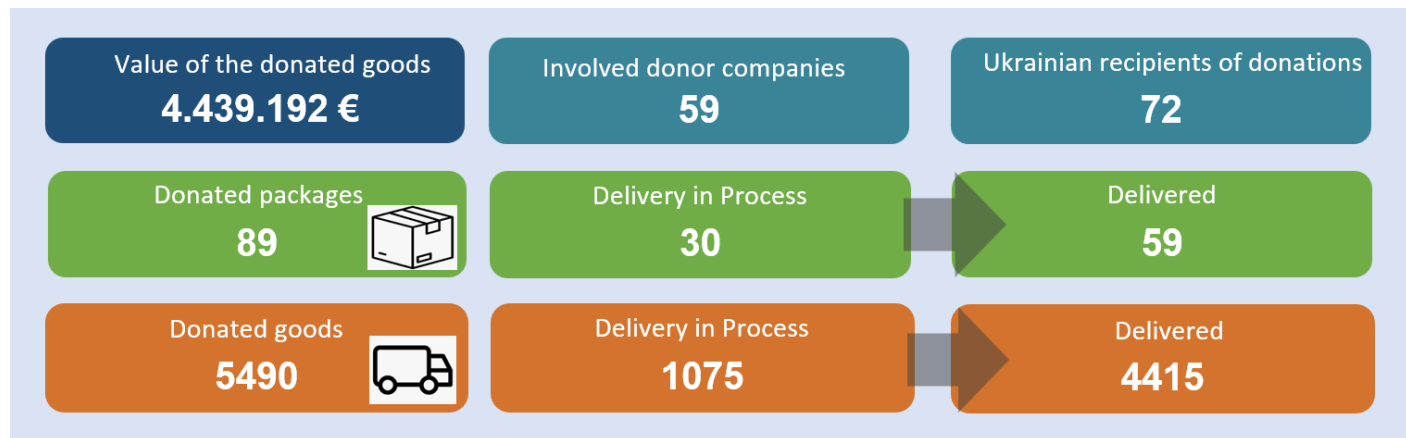 Value of the donated goods
4.439.192 €
Involved donor companies
59
Ukrainian recipients of donations
72
Donated packages
89
Delivery in Process
30
Delivered
59
Donated goods
5490
Delivery in Process
1075
Delivered
4415